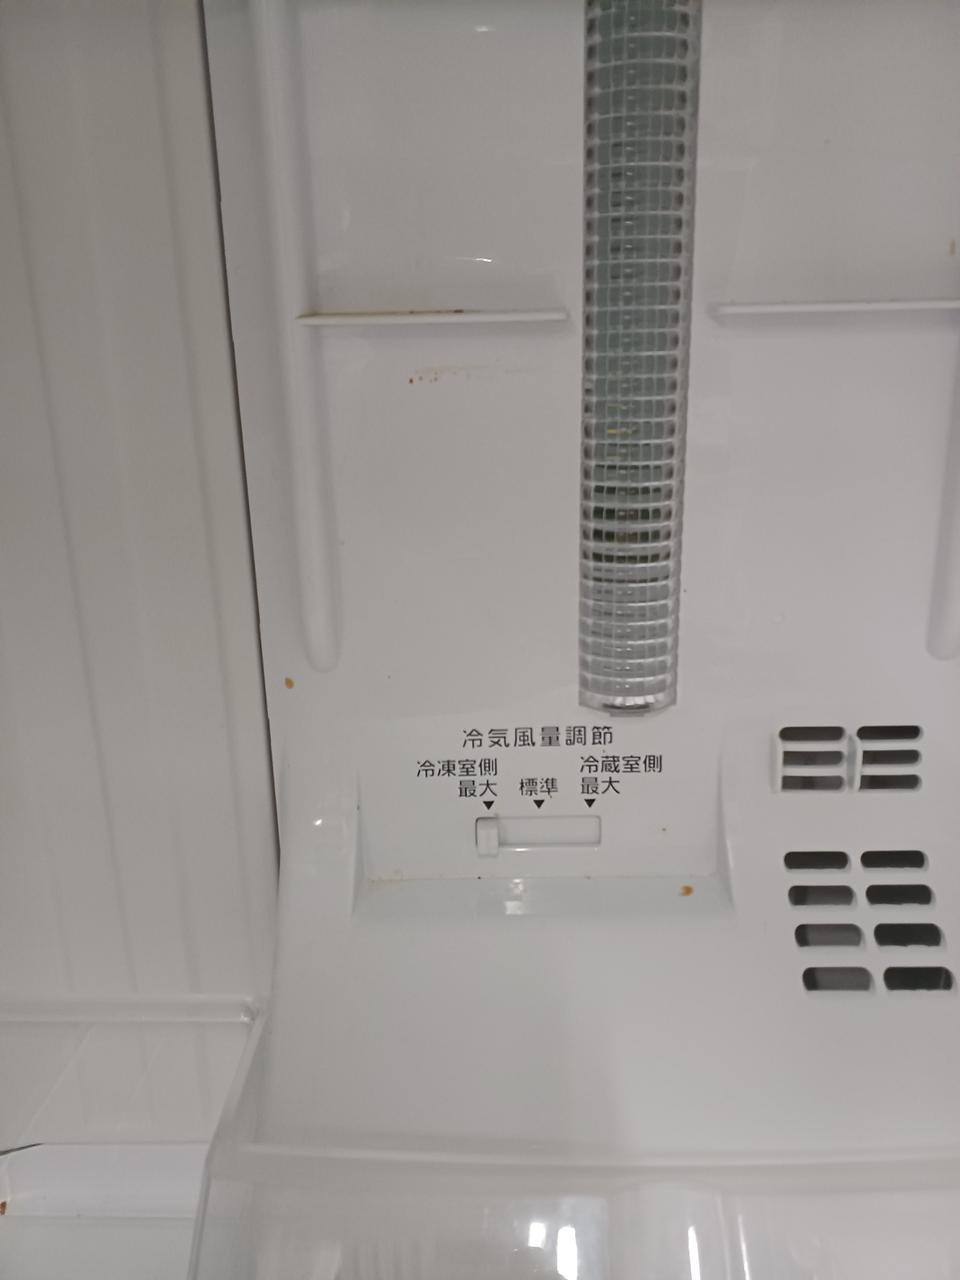 冷気風量調節
冷凍室側
最大
標準
冷蔵室側
最大